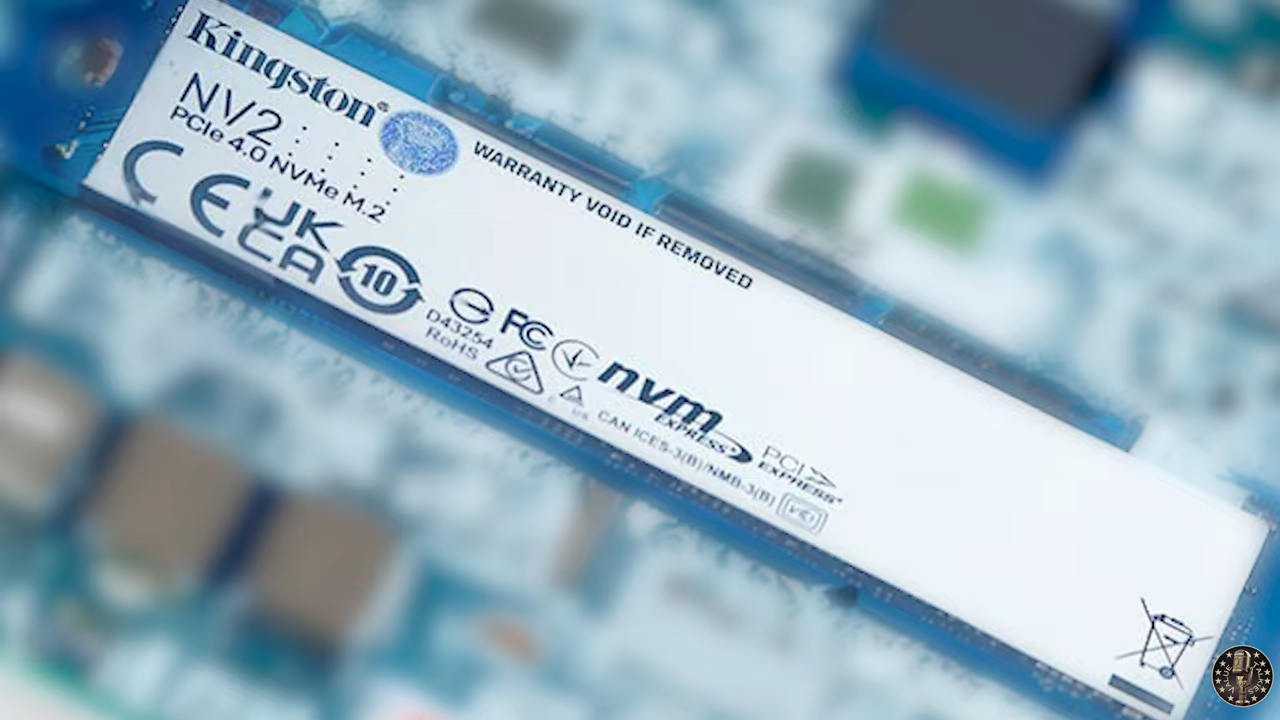 Kingston®
NV2
PCIe 4.0 NVMe M.2
WARRANTY VOID IF REMOVED
CE
UK
CA
10
D43254
RoHS
FC
nvm
EXPRESS®
PCI
EXPRESS®
CAN ICES-3(B)/NMB-3(B)
VCI